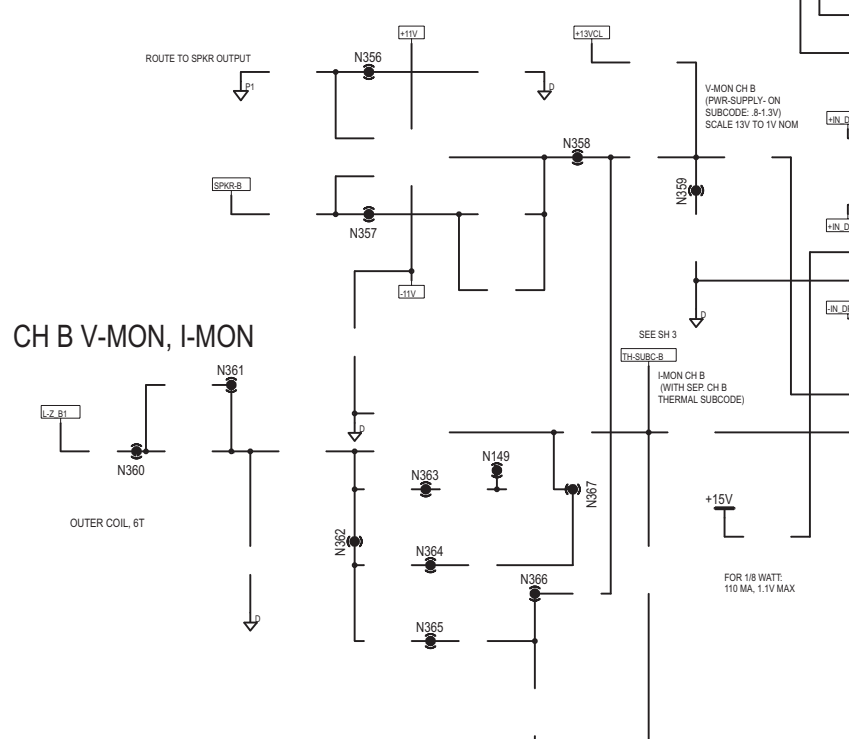 +11V
+13VCL
ROUTE TO SPKR OUTPUT
N356
P1
D
V-MON CH B
(PWR-SUPPLY- ON
SUBCODE: .8-1.3V)
SCALE 13V TO 1V NOM
+IN_D
N358
SPKR-B
N359
N357
+IN_D
-11V
-IN_D
D
CH B V-MON, I-MON
SEE SH 3
TH-SUBC-B
N361
I-MON CH B
(WITH SEP. CH B
THERMAL SUBCODE)
L-Z_B1
D
N360
N363
N149
N367
+15V
OUTER COIL, 6T
N362
N364
N366
FOR 1/8 WATT:
110 MA, 1.1V MAX
D
N365